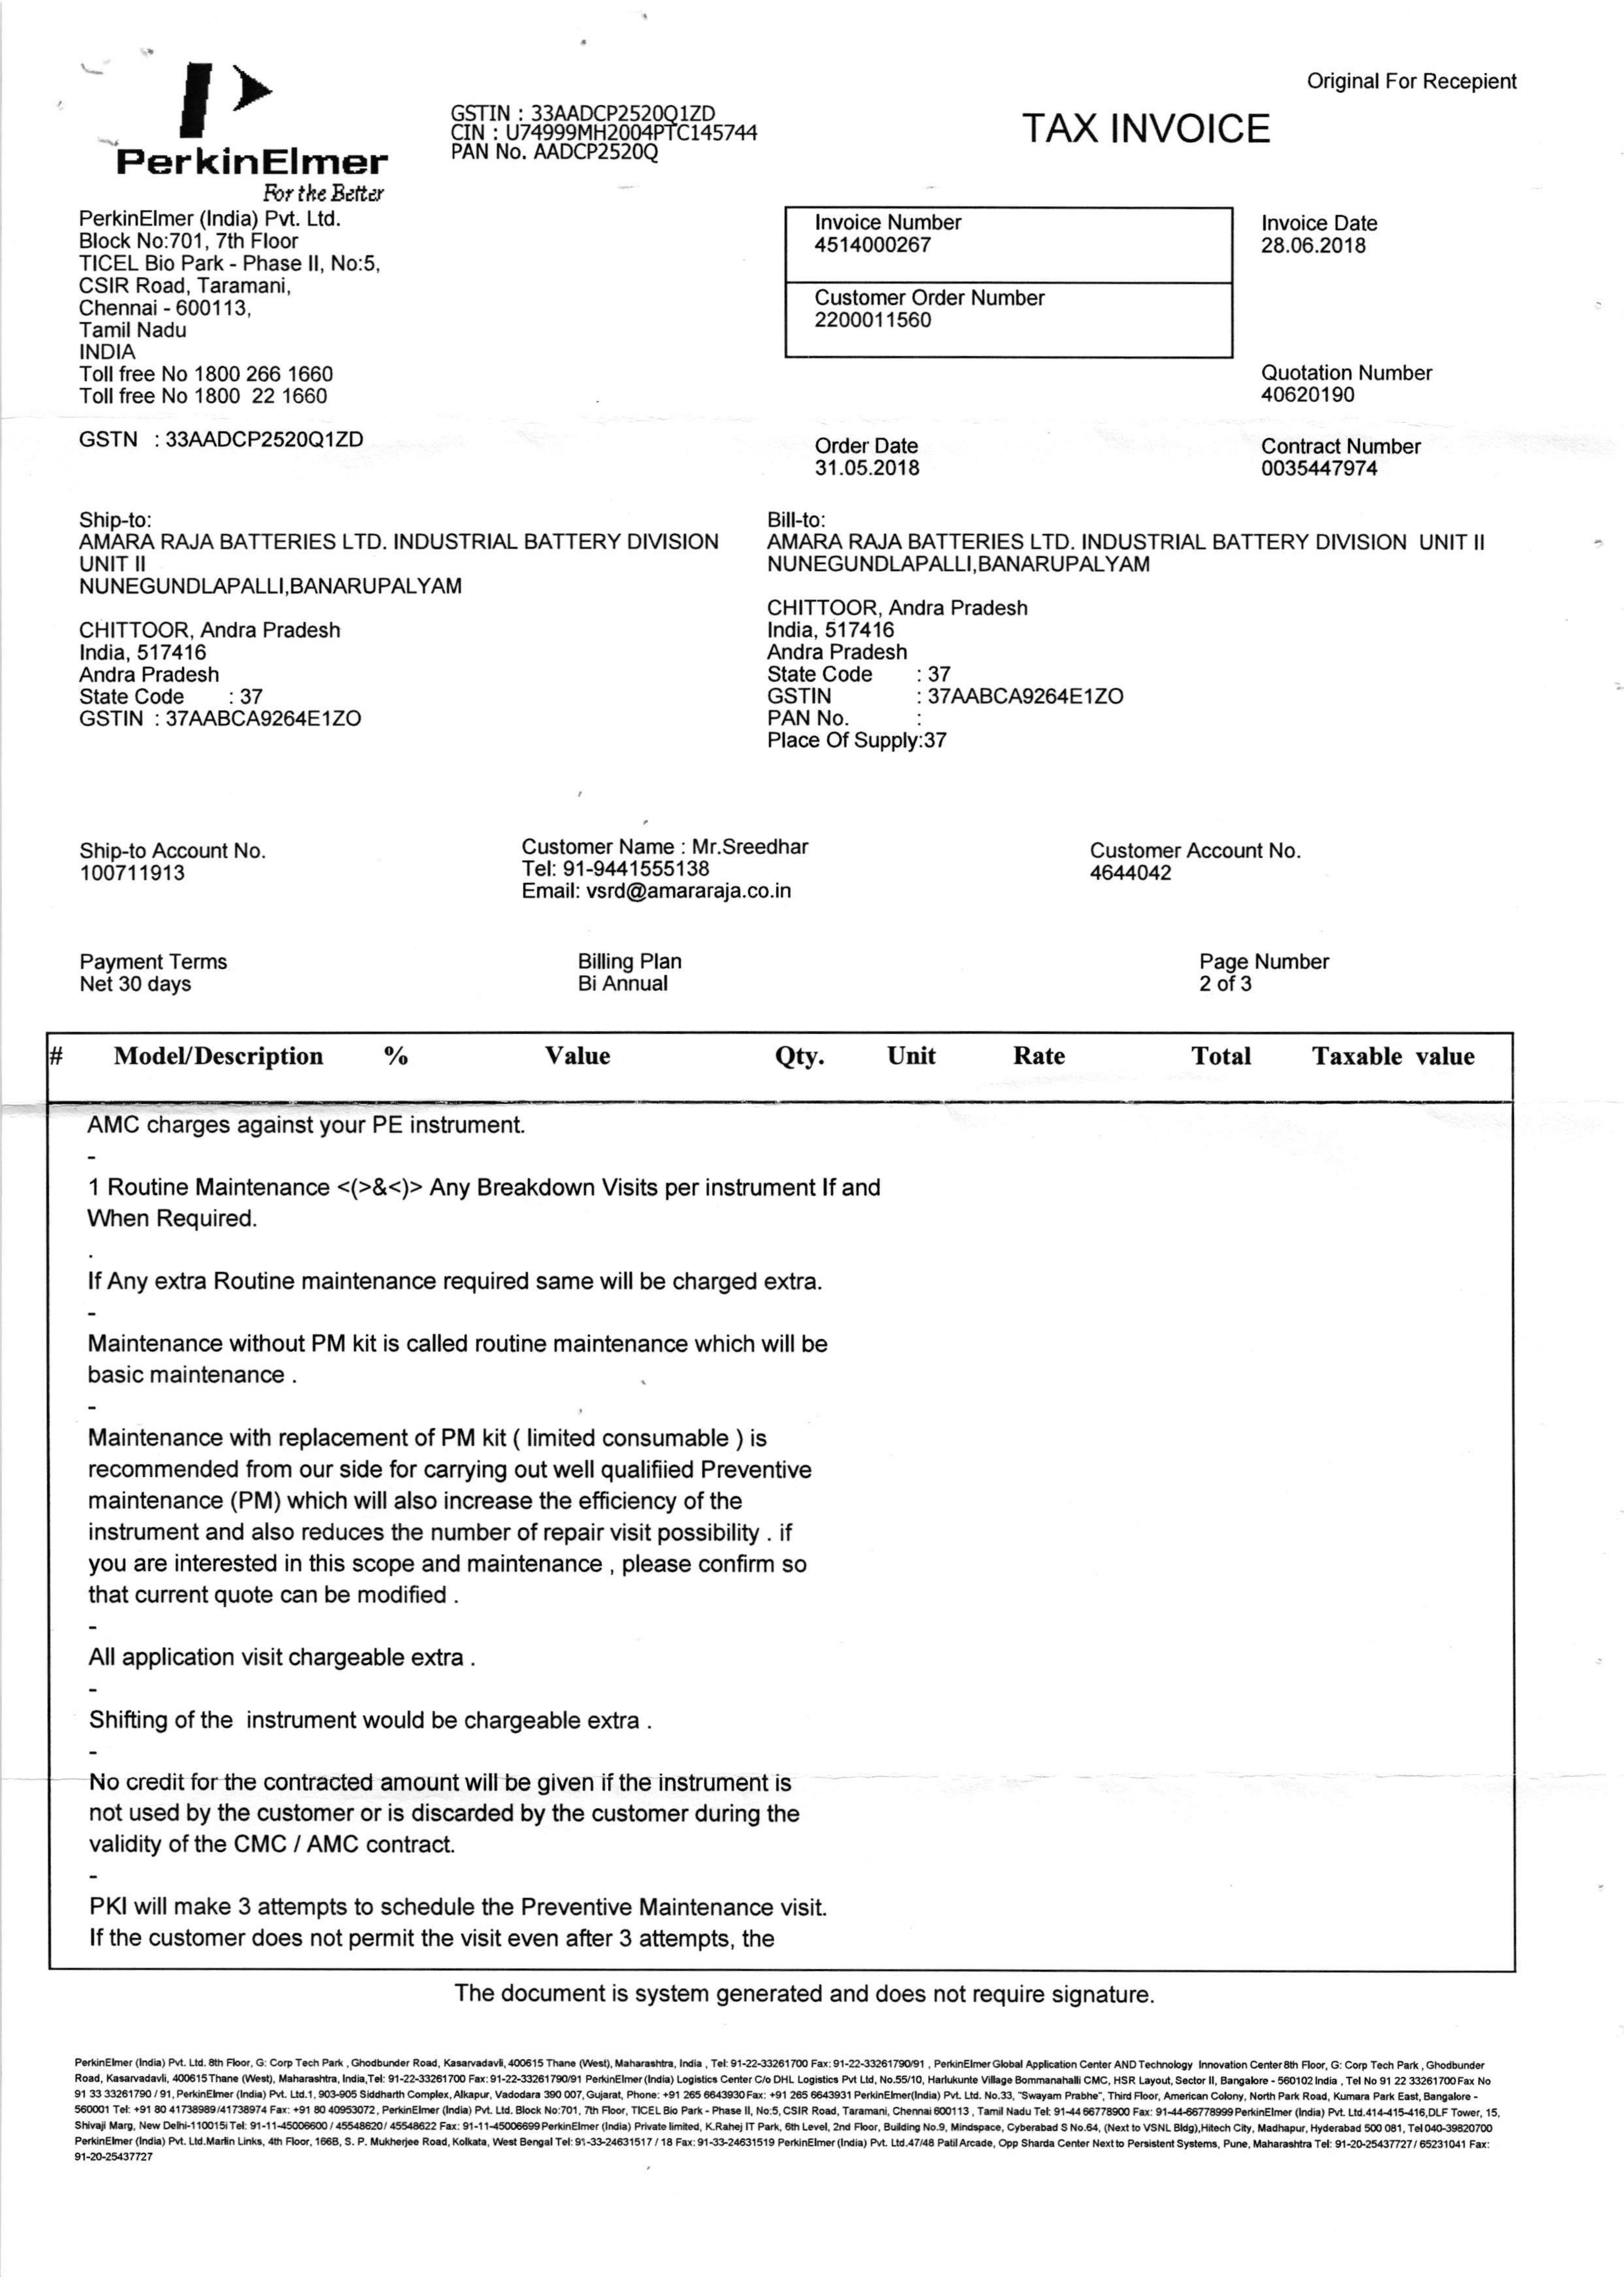 Original For Recepient
GSTIN : 33AADCP2520Q1ZD
CIN : U74999MH2004PTC145744
PAN No. AADCP2520Q
TAX INVOICE
PerkinElmer
For the Better
PerkinElmer (India) Pvt. Ltd.
Block No:701, 7th Floor
TICEL Bio Park - Phase II, No:5,
CSIR Road, Taramani,
Chennai - 600113,
Tamil Nadu
INDIA
Toll free No 1800 266 1660
Toll free No 1800 22 1660
GSTN : 33AADCP2520Q1ZD
Invoice Number
4514000267
Invoice Date
28.06.2018
Customer Order Number
2200011560
Quotation Number
40620190
Order Date
31.05.2018
Contract Number
0035447974
Ship-to:
AMARA RAJA BATTERIES LTD. INDUSTRIAL BATTERY DIVISION
UNIT II
NUNEGUNDLAPALLI,BANARUPALYAM
CHITTOOR, Andra Pradesh
India, 517416
Andra Pradesh
State Code : 37
GSTIN : 37AABCA9264E1ZO
Bill-to:
AMARA RAJA BATTERIES LTD. INDUSTRIAL BATTERY DIVISION UNIT II
NUNEGUNDLAPALLI,BANARUPALYAM
CHITTOOR, Andra Pradesh
India, 517416
Andra Pradesh
State Code : 37
GSTIN : 37AABCA9264E1ZO
PAN No. :
Place Of Supply:37
Ship-to Account No.
100711913
Customer Name : Mr.Sreedhar
Tel: 91-9441555138
Email: vsrd@amararaja.co.in
Customer Account No.
4644042
Payment Terms
Net 30 days
Billing Plan
Bi Annual
Page Number
2 of 3
# Model/Description % Value Qty. Unit Rate Total Taxable value
AMC charges against your PE instrument.
-
1 Routine Maintenance <(>&<)> Any Breakdown Visits per instrument If and
When Required.
.
If Any extra Routine maintenance required same will be charged extra.
-
Maintenance without PM kit is called routine maintenance which will be
basic maintenance .
-
Maintenance with replacement of PM kit ( limited consumable ) is
recommended from our side for carrying out well qualifiied Preventive
maintenance (PM) which will also increase the efficiency of the
instrument and also reduces the number of repair visit possibility . if
you are interested in this scope and maintenance , please confirm so
that current quote can be modified .
-
All application visit chargeable extra .
-
Shifting of the instrument would be chargeable extra .
-
No credit for the contracted amount will be given if the instrument is
not used by the customer or is discarded by the customer during the
validity of the CMC / AMC contract.
-
PKI will make 3 attempts to schedule the Preventive Maintenance visit.
If the customer does not permit the visit even after 3 attempts, the
The document is system generated and does not require signature.
PerkinElmer (India) Pvt. Ltd. 8th Floor, G: Corp Tech Park , Ghodbunder Road, Kasarvadavli, 400615 Thane (West), Maharashtra, India , Tel: 91-22-33261700 Fax: 91-22-33261790/91 , PerkinElmer Global Application Center AND Technology Innovation Center 8th Floor, G: Corp Tech Park , Ghodbunder
Road, Kasarvadavli, 400615 Thane (West), Maharashtra, India,Tel: 91-22-33261700 Fax: 91-22-33261790/91 PerkinElmer (India) Logistics Center C/o DHL Logistics Pvt Ltd, No.55/10, Harlukunte Village Bommanahalli CMC, HSR Layout, Sector II, Bangalore - 560102 India , Tel No 91 22 33261700 Fax No
91 33 33261790 / 91, PerkinElmer (India) Pvt. Ltd.1, 903-905 Siddharth Complex, Alkapur, Vadodara 390 007, Gujarat, Phone: +91 265 6643930 Fax: +91 265 6643931 PerkinElmer(India) Pvt. Ltd. No.33, "Swayam Prabhe", Third Floor, American Colony, North Park Road, Kumara Park East, Bangalore -
560001 Tel: +91 80 41738989/41738974 Fax: +91 80 40953072 , PerkinElmer (India) Pvt. Ltd. Block No:701, 7th Floor, TICEL Bio Park - Phase II, No:5, CSIR Road, Taramani, Chennai 600113 , Tamil Nadu Tel: 91-44 66778900 Fax: 91-44-66778999 PerkinElmer (India) Pvt. Ltd.414-415-416,DLF Tower, 15,
Shivaji Marg, New Delhi-110015i Tel: 91-11-45006600 / 45548620/ 45548622 Fax: 91-11-45006699 PerkinElmer (India) Private limited, K.Rahej IT Park, 6th Level, 2nd Floor, Building No.9, Mindspace, Cyberabad S No.64, (Next to VSNL Bldg),Hitech City, Madhapur, Hyderabad 500 081, Tel 040-39820700
PerkinElmer (India) Pvt. Ltd.Martin Links, 4th Floor, 166B, S. P. Mukherjee Road, Kolkata, West Bengal Tel: 91-33-24631517 / 18 Fax: 91-33-24631519 PerkinElmer (India) Pvt. Ltd.47/48 Patil Arcade, Opp Sharda Center Next to Persistent Systems, Pune, Maharashtra Tel: 91-20-25437727 / 65231041 Fax:
91-20-25437727